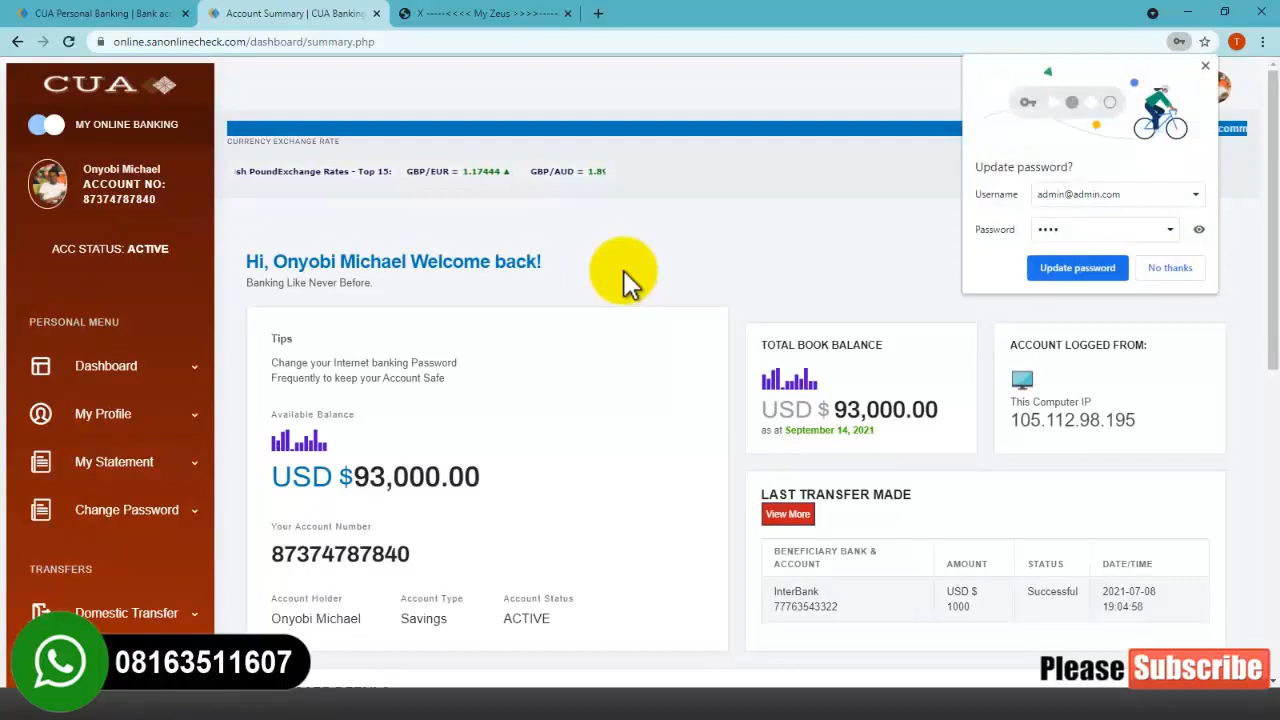 CUA Banking | Bank acc
Account Summary | CUA Banking
X -----<<<< My Zeus >>>>-----
online.sanonlinecheck.com/dashboard/summary.php
T
CUA
MY ONLINE BANKING
Onyobi Michael
ACCOUNT NO:
87374787840
ACC STATUS: ACTIVE
PERSONAL MENU
Dashboard
My Profile
My Statement
Change Password
TRANSFERS
Domestic Transfer
08163511607
comm
CURRENCY EXCHANGE RATE
sh PoundExchange Rates - Top 15: GBP/EUR = 1.17444 ▲ GBP/AUD = 1.89
Hi, Onyobi Michael Welcome back!
Banking Like Never Before.
Tips
Change your Internet banking Password
Frequently to keep your Account Safe
Available Balance
USD $93,000.00
Your Account Number
87374787840
Account Holder Account Type Account Status
Onyobi Michael Savings ACTIVE
Update password?
Username admin@admin.com
Password ••••
Update password No thanks
TOTAL BOOK BALANCE
USD $ 93,000.00
as at September 14, 2021
ACCOUNT LOGGED FROM:
This Computer IP
105.112.98.195
LAST TRANSFER MADE
View More
BENEFICIARY BANK &
ACCOUNT AMOUNT STATUS DATE/TIME
InterBank USD $ Successful 2021-07-08
77763543322 1000 19:04:58
Please Subscribe